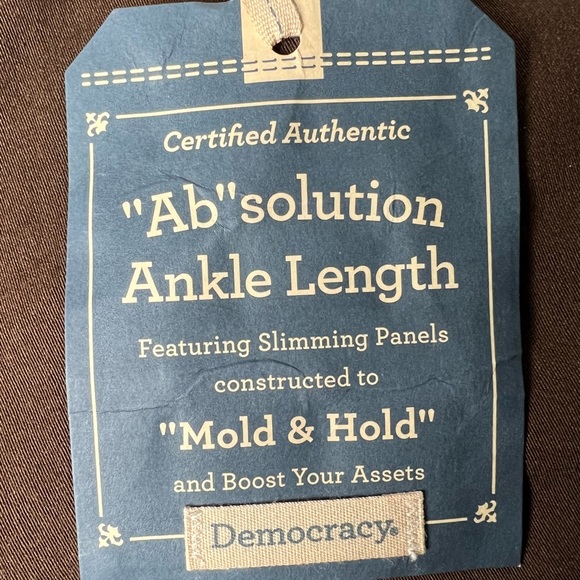 Certified Authentic
"Ab"solution
Ankle Length
Featuring Slimming Panels
constructed to
"Mold & Hold"
and Boost Your Assets
Democracy®